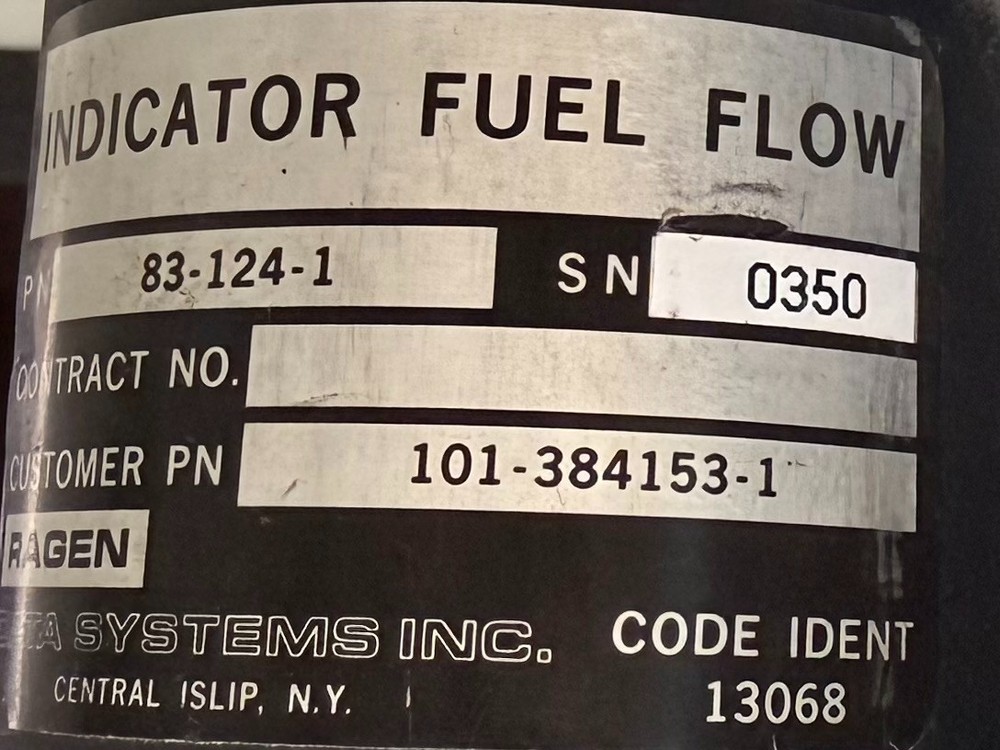 INDICATOR FUEL FLOW
PN 83-124-1 SN 0350
CONTRACT NO.
CUSTOMER PN 101-384153-1
RAGEN
SYSTEMS INC. CODE IDENT
CENTRAL ISLIP, N.Y. 13068